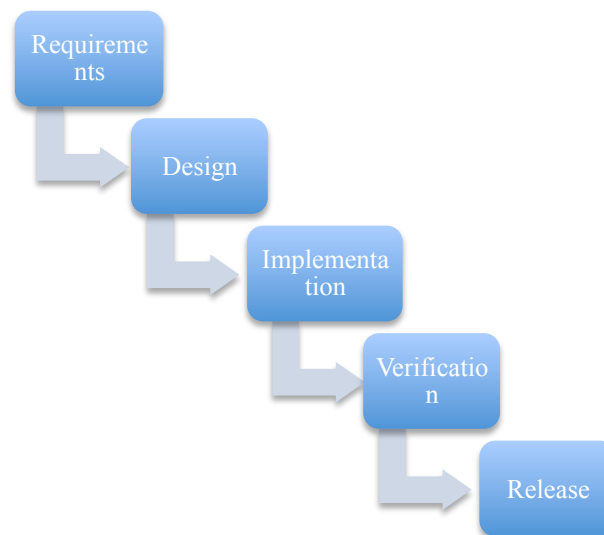 Requireme
nts
Design
Implementa
tion
Verificatio
n
Release